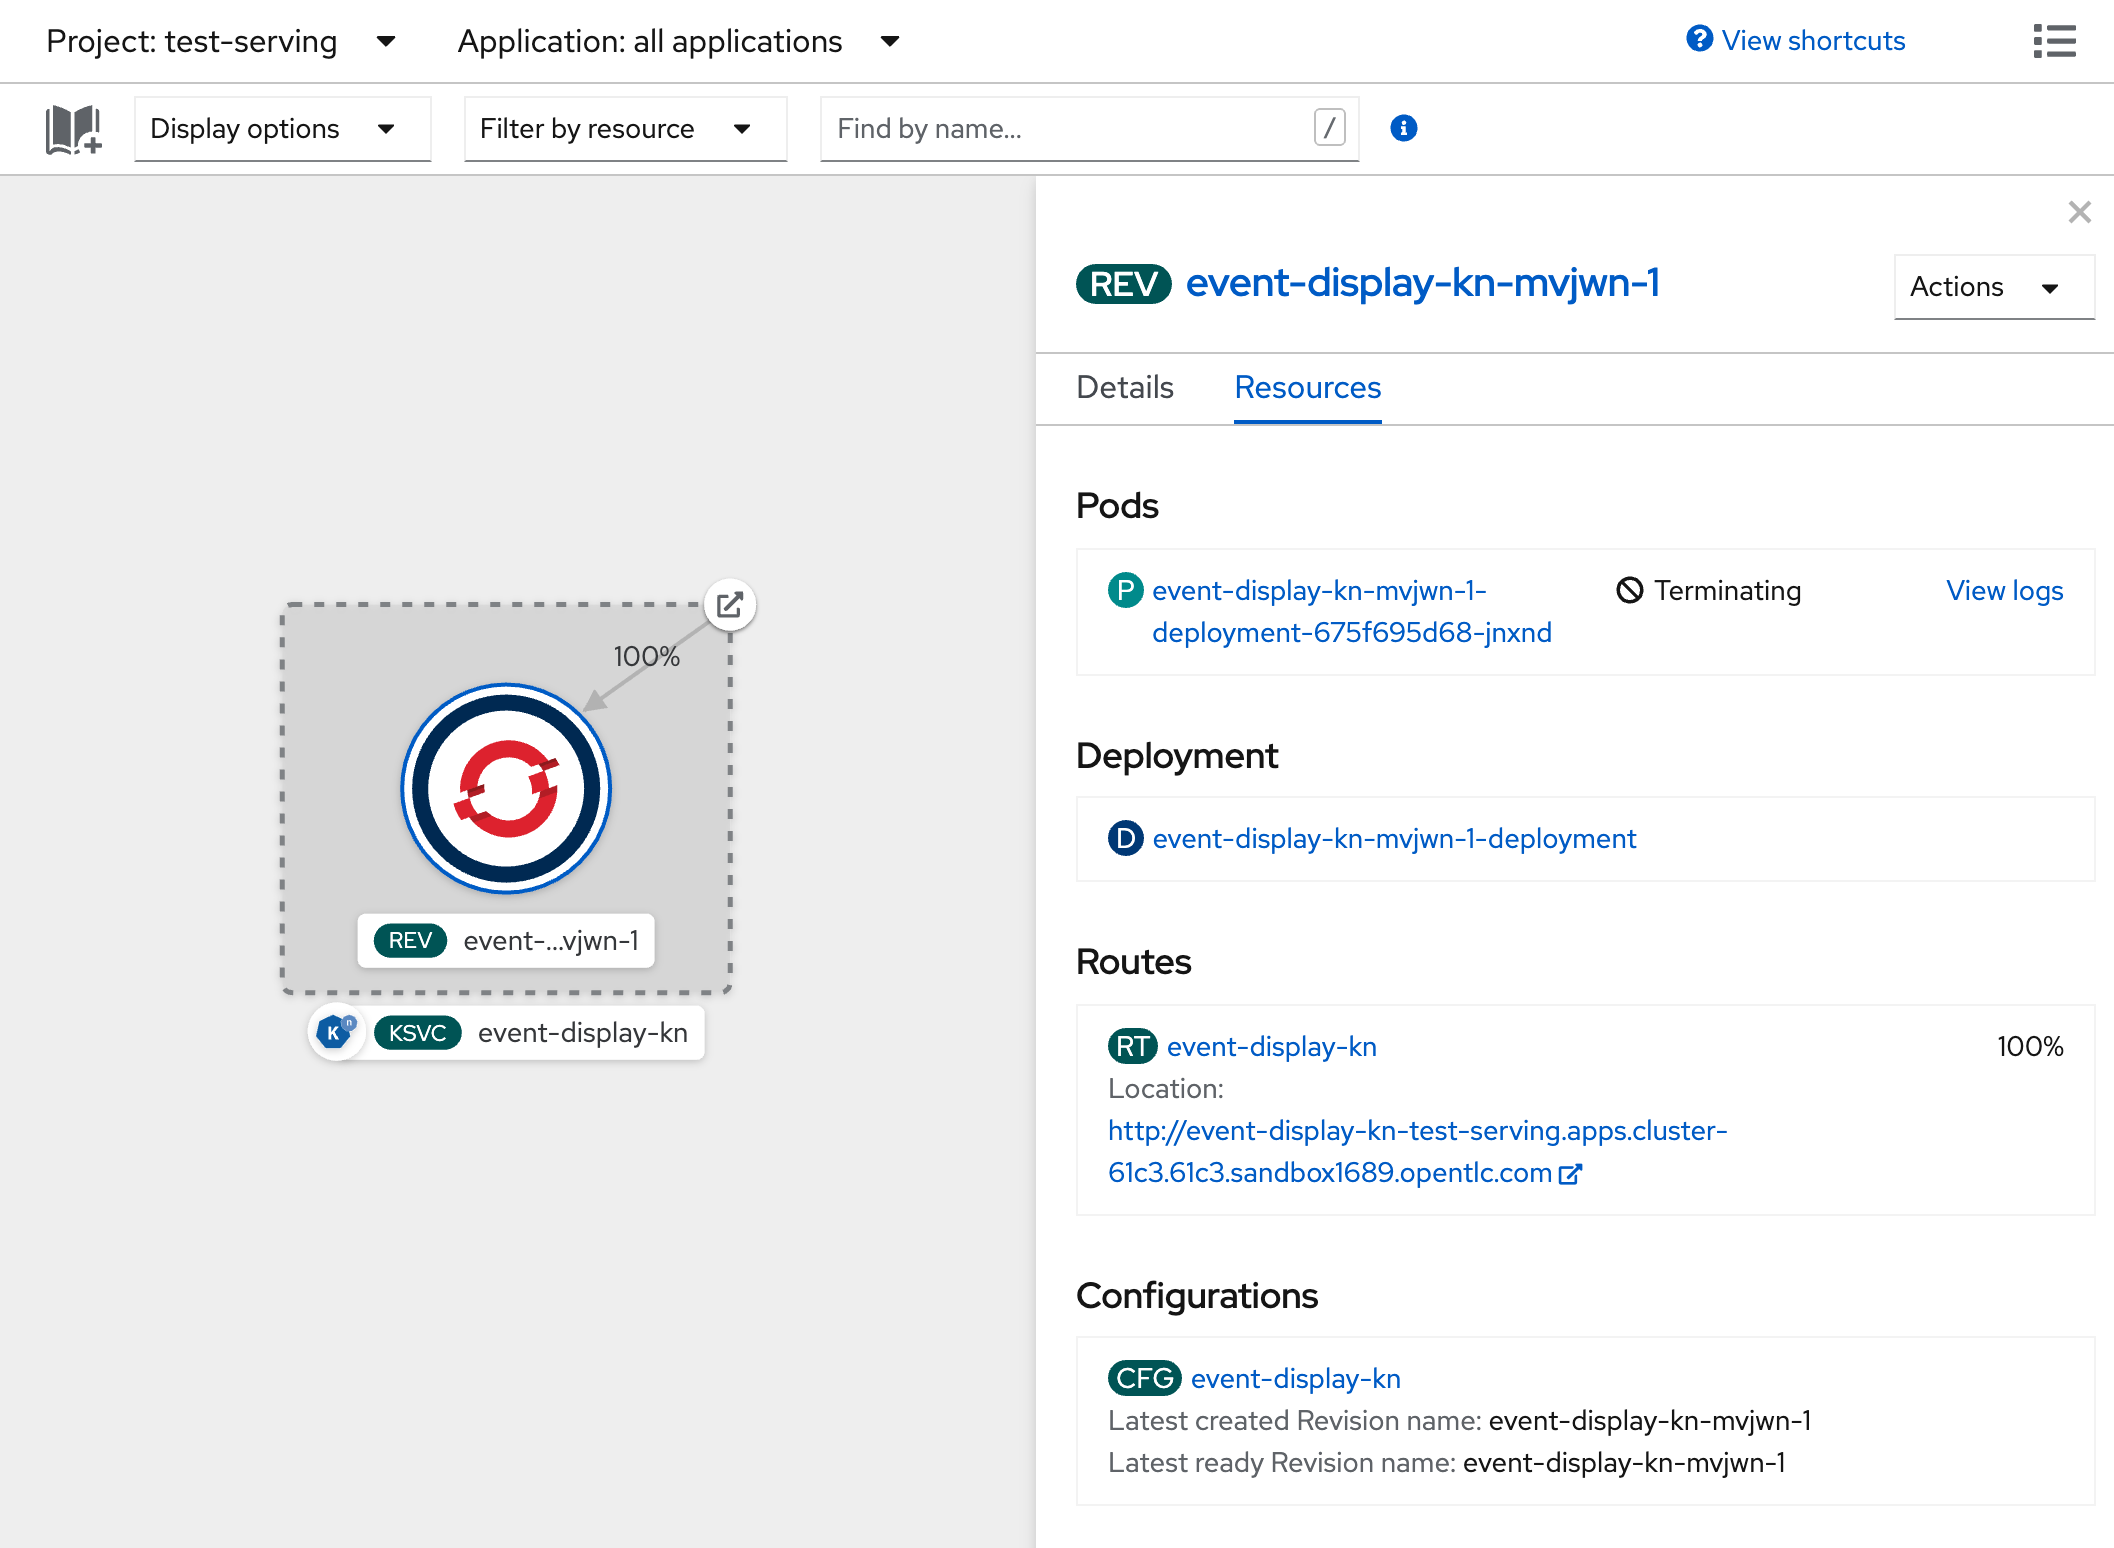 Project: test-serving
Application: all applications
View shortcuts
Display options
Filter by resource
Find by name...
/
REV event-display-kn-mvjwn-1
Actions
Details
Resources
Pods
P event-display-kn-mvjwn-1-
deployment-675f695d68-jnxnd
Terminating
View logs
Deployment
D event-display-kn-mvjwn-1-deployment
Routes
RT event-display-kn
100%
Location:
http://event-display-kn-test-serving.apps.cluster-
61c3.61c3.sandbox1689.opentlc.com
Configurations
CFG event-display-kn
Latest created Revision name: event-display-kn-mvjwn-1
Latest ready Revision name: event-display-kn-mvjwn-1
100%
REV event-...vjwn-1
Kn KSVC event-display-kn